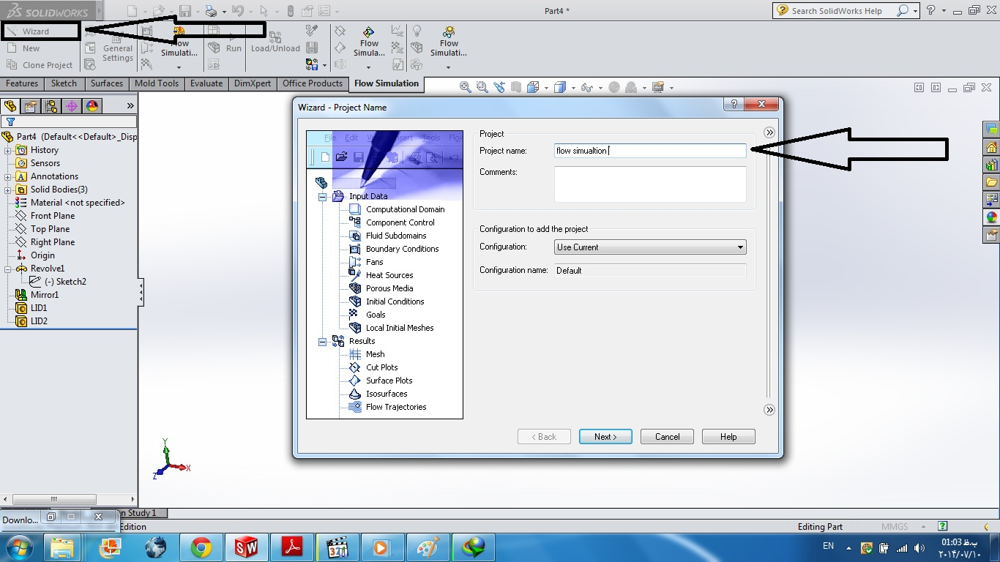 SOLIDWORKS
Part4 *
Search SolidWorks Help
Wizard
New
Clone Project
General Settings
Flow Simulati...
Run
Load/Unload
Flow Simula...
Flow Simulati...
Features
Sketch
Surfaces
Mold Tools
Evaluate
DimXpert
Office Products
Flow Simulation
Part4 (Default<<Default>_Disp
History
Sensors
Annotations
Solid Bodies(3)
Material <not specified>
Front Plane
Top Plane
Right Plane
Origin
Revolve1
(-) Sketch2
Mirror1
LID1
LID2
Wizard - Project Name
File Edit Insert Tools Flow
Input Data
Computational Domain
Component Control
Fluid Subdomains
Boundary Conditions
Fans
Heat Sources
Porous Media
Initial Conditions
Goals
Local Initial Meshes
Results
Mesh
Cut Plots
Surface Plots
Isosurfaces
Flow Trajectories
Project
Project name: flow simualtion
Comments:
Configuration to add the project
Configuration: Use Current
Configuration name: Default
< Back
Next >
Cancel
Help
Y
X
Z
n Study 1
Downlo...
Edition
Editing Part
MMGS
EN
01:03 ب.ظ
٢٠١۴/٠٧/١٠